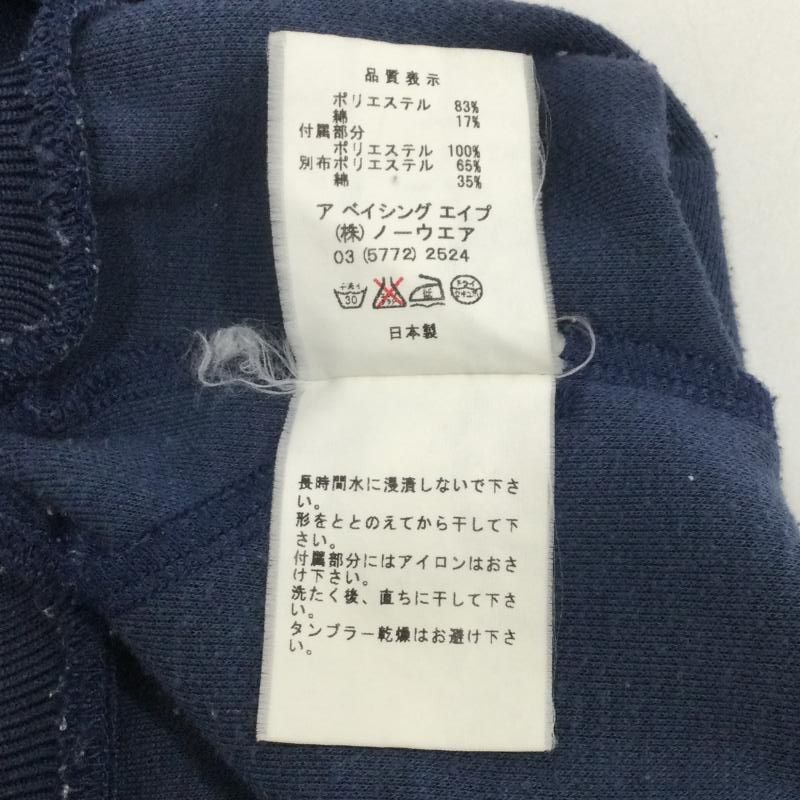 品質表示
ポリエステル 83%
綿 17%
付属部分
ポリエステル 100%
別布ポリエステル 65%
綿 35%
ア ベイシング エイプ
(株) ノーウエア
03 (5772) 2524
30 低 ドライ
日本製
長時間水に浸漬しないで下さ
い。
形をととのえてから干して下
さい。
付属部分にはアイロンはおさ
け下さい。
洗たく後、直ちに干して下さ
い。
タンブラー乾燥はお避け下さ
い。